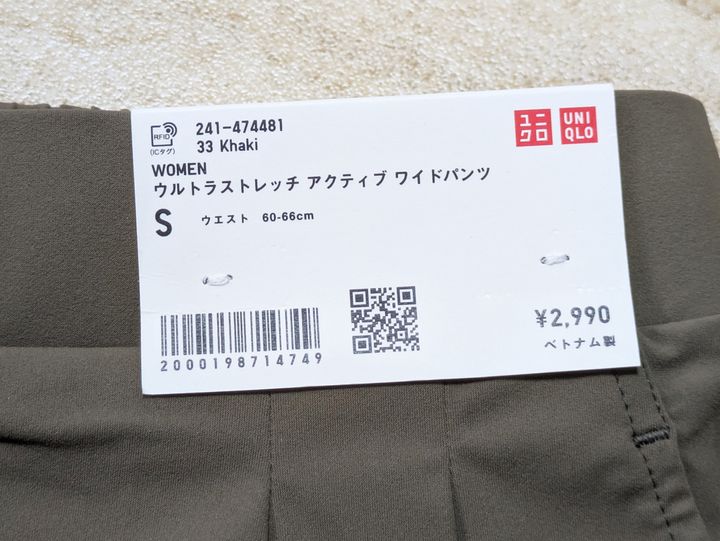 RFID
(ICタグ)
241-474481
33 Khaki
ユニクロ
UNIQLO
WOMEN
ウルトラストレッチ アクティブ ワイドパンツ
S ウエスト 60-66cm
2000198714749
¥2,990
ベトナム製